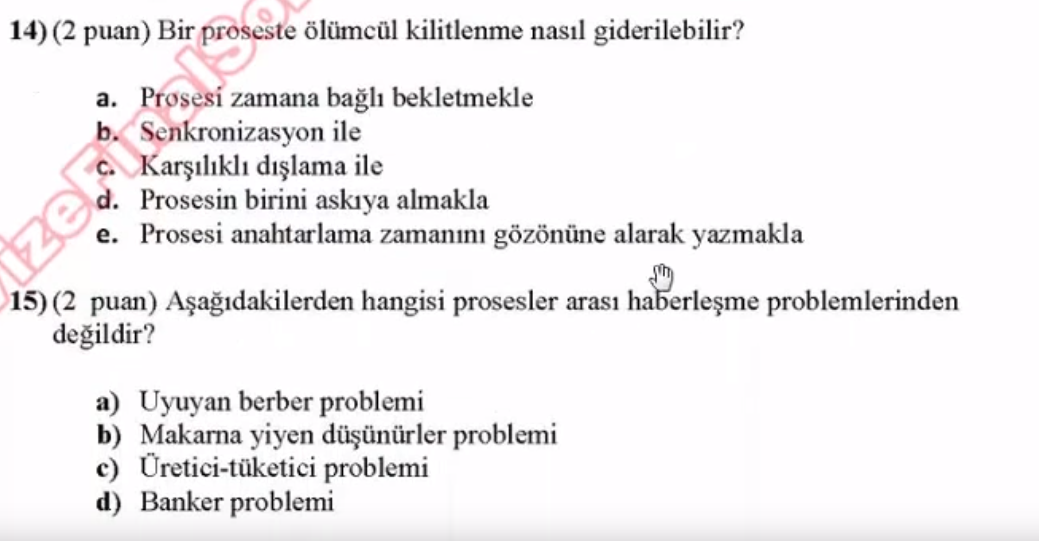 14) (2 puan) Bir proseste ölümcül kilitlenme nasıl giderilebilir?
a. Prosesi zamana bağlı bekletmekle
b. Senkronizasyon ile
c. Karşılıklı dışlama ile
d. Prosesin birini askıya almakla
e. Prosesi anahtarlama zamanını gözönüne alarak yazmakla
15) (2 puan) Aşağıdakilerden hangisi prosesler arası haberleşme problemlerinden
değildir?
a) Uyuyan berber problemi
b) Makarna yiyen düşünürler problemi
c) Üretici-tüketici problemi
d) Banker problemi